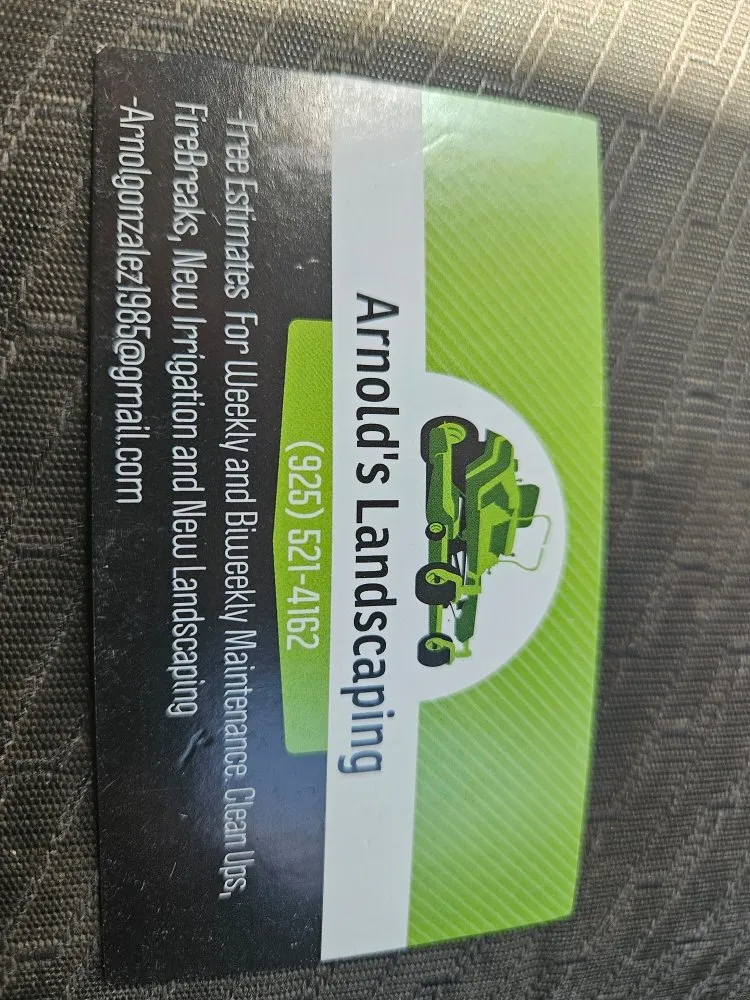 Arnold's Landscaping
(925) 521-4162
-Free Estimates For Weekly and Biweekly Maintenance. Clean Ups,
FireBreaks, New Irrigation and New Landscaping
-Arnolgonzalez1985@gmail.com